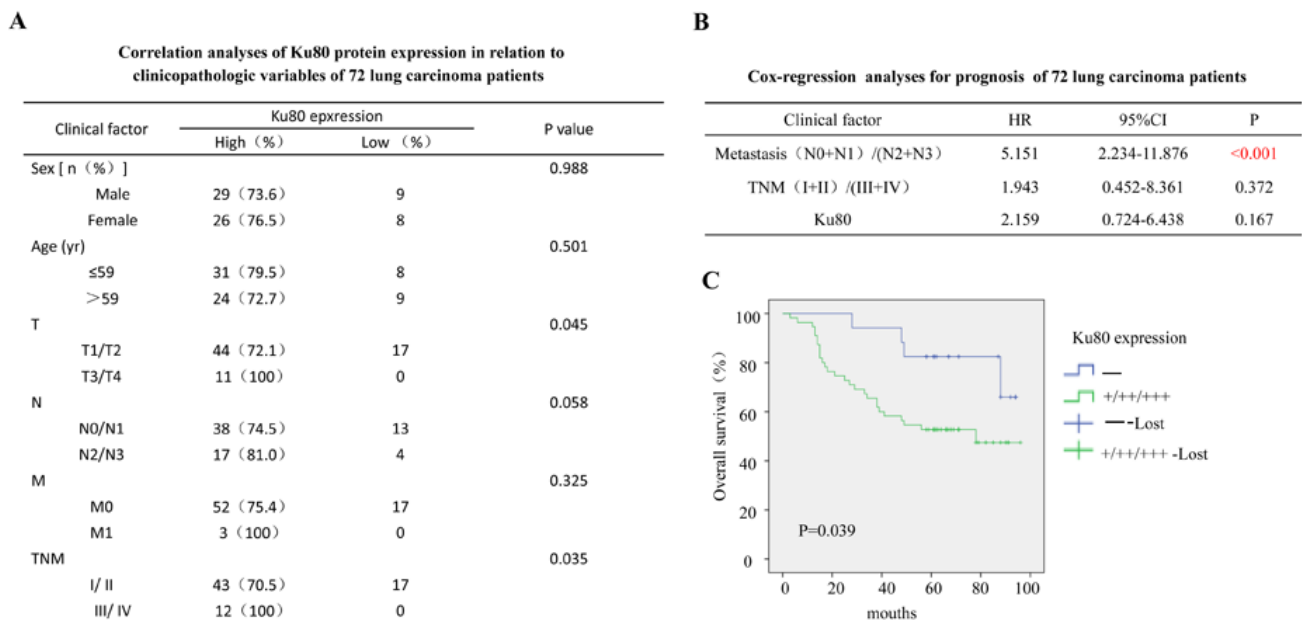 A
Correlation analyses of Ku80 protein expression in relation to
clinicopathologic variables of 72 lung carcinoma patients
Clinical factor Ku80 epxression P value
High（%） Low （%）
Sex [ n（%）] 0.988
Male 29（73.6） 9
Female 26（76.5） 8
Age (yr) 0.501
≤59 31（79.5） 8
＞59 24（72.7） 9
T 0.045
T1/T2 44（72.1） 17
T3/T4 11（100） 0
N 0.058
N0/N1 38（74.5） 13
N2/N3 17（81.0） 4
M 0.325
M0 52（75.4） 17
M1 3（100） 0
TNM 0.035
I/ II 43（70.5） 17
III/ IV 12（100） 0
B
Cox-regression analyses for prognosis of 72 lung carcinoma patients
Clinical factor HR 95%CI P
Metastasis（N0+N1）/(N2+N3） 5.151 2.234-11.876 <0.001
TNM（I+II）/(III+IV） 1.943 0.452-8.361 0.372
Ku80 2.159 0.724-6.438 0.167
C
Overall survival（%）
100
80
60
40
20
0
P=0.039
0 20 40 60 80 100
mouths
Ku80 expression
—
+/++/+++
—-Lost
+/++/+++ -Lost